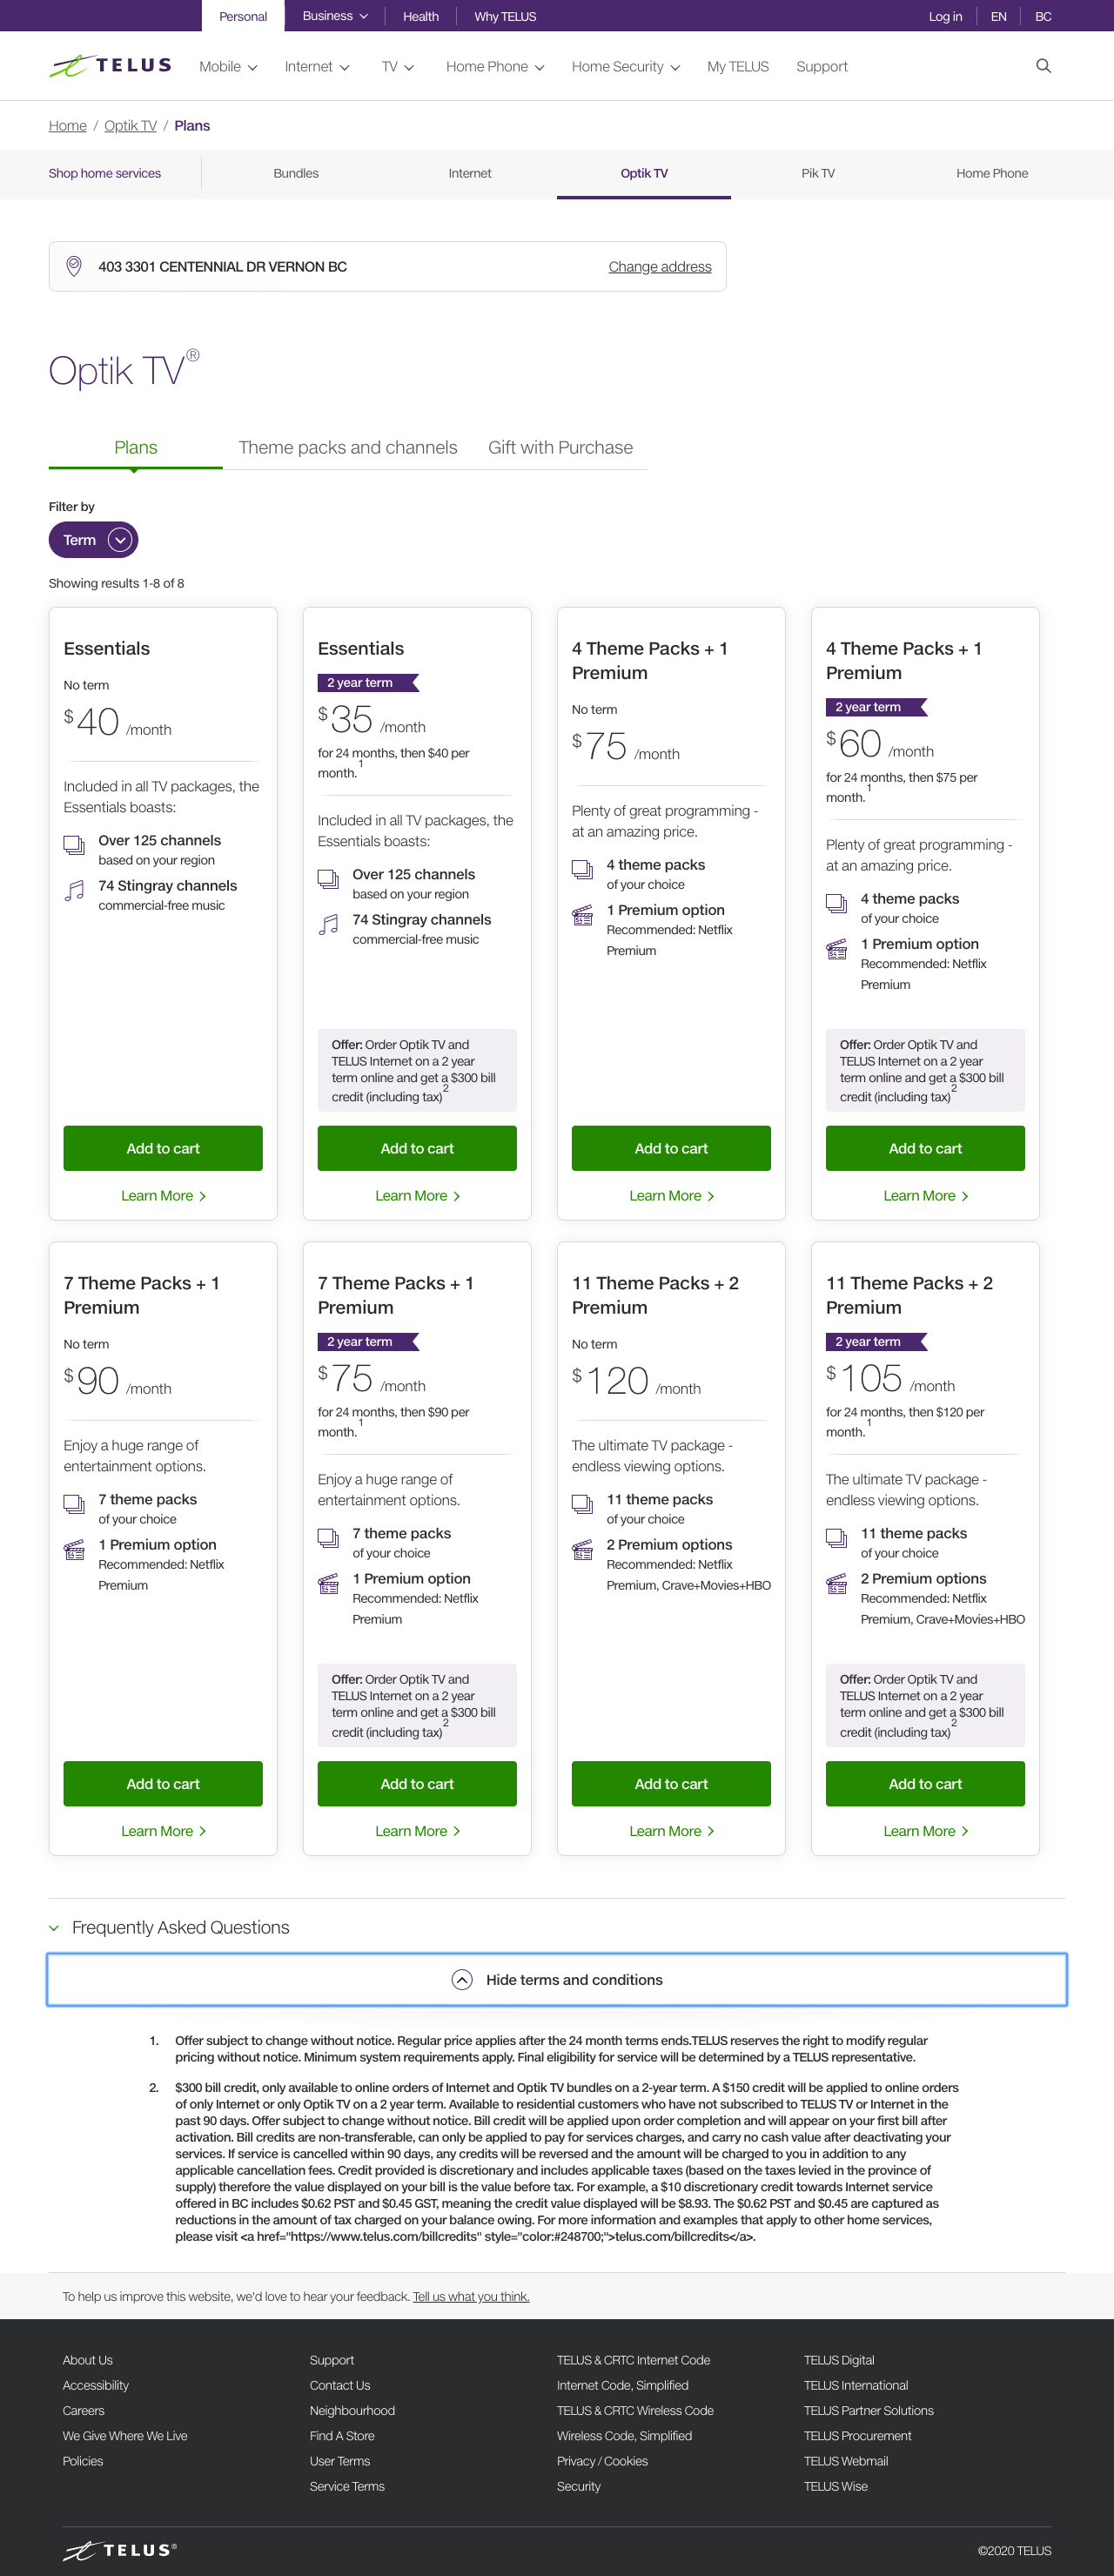 Personal
Business
Health
Why TELUS
Log in
EN
BC
TELUS
Mobile
Internet
TV
Home Phone
Home Security
My TELUS
Support
Home / Optik TV / Plans
Shop home services
Bundles
Internet
Optik TV
Pik TV
Home Phone
403 3301 CENTENNIAL DR VERNON BC
Change address
Optik TV®
Plans
Theme packs and channels
Gift with Purchase
Filter by
Term
Showing results 1-8 of 8
Essentials
No term
$40 /month
Included in all TV packages, the
Essentials boasts:
Over 125 channels
based on your region
74 Stingray channels
commercial-free music
Add to cart
Learn More
Essentials
2 year term
$35 /month
for 24 months, then $40 per
month.1
Included in all TV packages, the
Essentials boasts:
Over 125 channels
based on your region
74 Stingray channels
commercial-free music
Offer: Order Optik TV and
TELUS Internet on a 2 year
term online and get a $300 bill
credit (including tax)2
Add to cart
Learn More
4 Theme Packs + 1
Premium
No term
$75 /month
Plenty of great programming -
at an amazing price.
4 theme packs
of your choice
1 Premium option
Recommended: Netflix
Premium
Add to cart
Learn More
4 Theme Packs + 1
Premium
2 year term
$60 /month
for 24 months, then $75 per
month.1
Plenty of great programming -
at an amazing price.
4 theme packs
of your choice
1 Premium option
Recommended: Netflix
Premium
Offer: Order Optik TV and
TELUS Internet on a 2 year
term online and get a $300 bill
credit (including tax)2
Add to cart
Learn More
7 Theme Packs + 1
Premium
No term
$90 /month
Enjoy a huge range of
entertainment options.
7 theme packs
of your choice
1 Premium option
Recommended: Netflix
Premium
Add to cart
Learn More
7 Theme Packs + 1
Premium
2 year term
$75 /month
for 24 months, then $90 per
month.1
Enjoy a huge range of
entertainment options.
7 theme packs
of your choice
1 Premium option
Recommended: Netflix
Premium
Offer: Order Optik TV and
TELUS Internet on a 2 year
term online and get a $300 bill
credit (including tax)2
Add to cart
Learn More
11 Theme Packs + 2
Premium
No term
$120 /month
The ultimate TV package -
endless viewing options.
11 theme packs
of your choice
2 Premium options
Recommended: Netflix
Premium, Crave+Movies+HBO
Add to cart
Learn More
11 Theme Packs + 2
Premium
2 year term
$105 /month
for 24 months, then $120 per
month.1
The ultimate TV package -
endless viewing options.
11 theme packs
of your choice
2 Premium options
Recommended: Netflix
Premium, Crave+Movies+HBO
Offer: Order Optik TV and
TELUS Internet on a 2 year
term online and get a $300 bill
credit (including tax)2
Add to cart
Learn More
Frequently Asked Questions
Hide terms and conditions
1. Offer subject to change without notice. Regular price applies after the 24 month terms ends.TELUS reserves the right to modify regular
pricing without notice. Minimum system requirements apply. Final eligibility for service will be determined by a TELUS representative.
2. $300 bill credit, only available to online orders of Internet and Optik TV bundles on a 2-year term. A $150 credit will be applied to online orders
of only Internet or only Optik TV on a 2 year term. Available to residential customers who have not subscribed to TELUS TV or Internet in the
past 90 days. Offer subject to change without notice. Bill credit will be applied upon order completion and will appear on your first bill after
activation. Bill credits are non-transferable, can only be applied to pay for services charges, and carry no cash value after deactivating your
services. If service is cancelled within 90 days, any credits will be reversed and the amount will be charged to you in addition to any
applicable cancellation fees. Credit provided is discretionary and includes applicable taxes (based on the taxes levied in the province of
supply) therefore the value displayed on your bill is the value before tax. For example, a $10 discretionary credit towards Internet service
offered in BC includes $0.62 PST and $0.45 GST, meaning the credit value displayed will be $8.93. The $0.62 PST and $0.45 are captured as
reductions in the amount of tax charged on your balance owing. For more information and examples that apply to other home services,
please visit <a href="https://www.telus.com/billcredits" style="color:#248700;">telus.com/billcredits</a>.
To help us improve this website, we'd love to hear your feedback. Tell us what you think.
About Us
Accessibility
Careers
We Give Where We Live
Policies
Support
Contact Us
Neighbourhood
Find A Store
User Terms
Service Terms
TELUS & CRTC Internet Code
Internet Code, Simplified
TELUS & CRTC Wireless Code
Wireless Code, Simplified
Privacy / Cookies
Security
TELUS Digital
TELUS International
TELUS Partner Solutions
TELUS Procurement
TELUS Webmail
TELUS Wise
TELUS®
©2020 TELUS